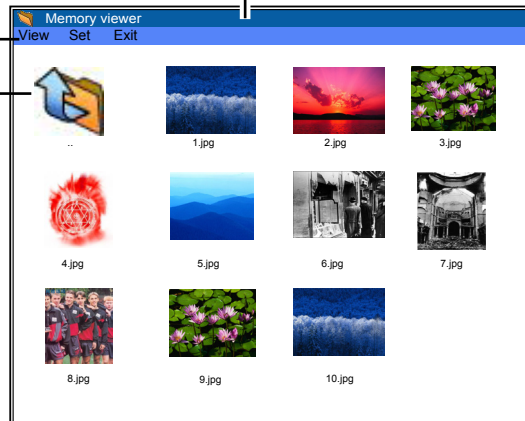 Memory viewer
View Set Exit
.. 1.jpg 2.jpg 3.jpg
4.jpg 5.jpg 6.jpg 7.jpg
8.jpg 9.jpg 10.jpg